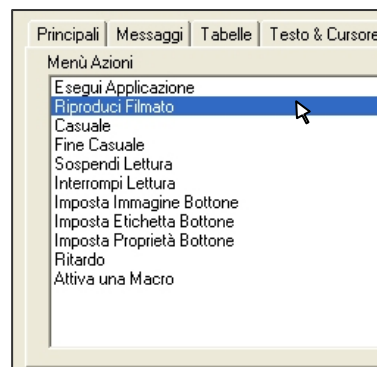 Principali Messaggi Tabelle Testo & Cursore
Menù Azioni
Esegui Applicazione
Riproduci Filmato
Casuale
Fine Casuale
Sospendi Lettura
Interrompi Lettura
Imposta Immagine Bottone
Imposta Etichetta Bottone
Imposta Proprietà Bottone
Ritardo
Attiva una Macro